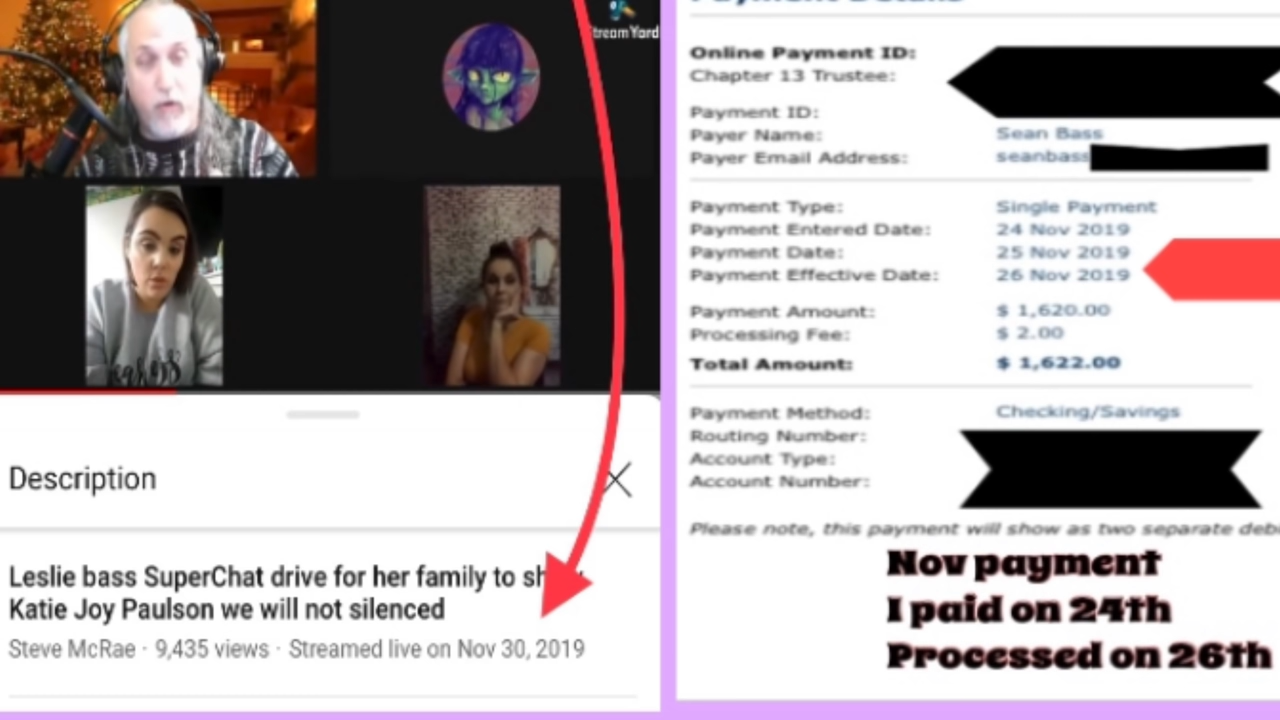 StreamYard
Description
Leslie bass SuperChat drive for her family to
Katie Joy Paulson we will not silenced
Steve McRae · 9,435 views · Streamed live on Nov 30, 2019
Payment Details
Online Payment ID:
Chapter 13 Trustee:
Payment ID:
Payer Name: Sean Bass
Payer Email Address: seanbass
Payment Type: Single Payment
Payment Entered Date: 24 Nov 2019
Payment Date: 25 Nov 2019
Payment Effective Date: 26 Nov 2019
Payment Amount: $ 1,620.00
Processing Fee: $ 2.00
Total Amount: $ 1,622.00
Payment Method: Checking/Savings
Routing Number:
Account Type:
Account Number:
Please note, this payment will show as two separate
Nov payment
I paid on 24th
Processed on 26th